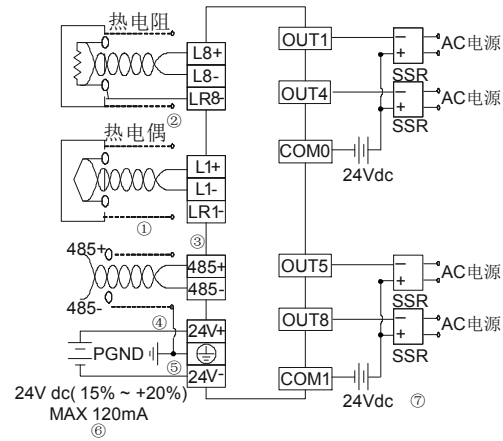 热电阻
L8+
L8-
LR8-
②
热电偶
L1+
L1-
LR1-
①
③
485+
485-
485+
485-
④
24V+
PGND
⑤
24V-
24V dc( 15% ~ +20%)
MAX 120mA
⑥
OUT1
- +
SSR
AC电源
OUT4
- +
SSR
AC电源
COM0
24Vdc
OUT5
- +
SSR
AC电源
OUT8
- +
SSR
AC电源
COM1
24Vdc
⑦